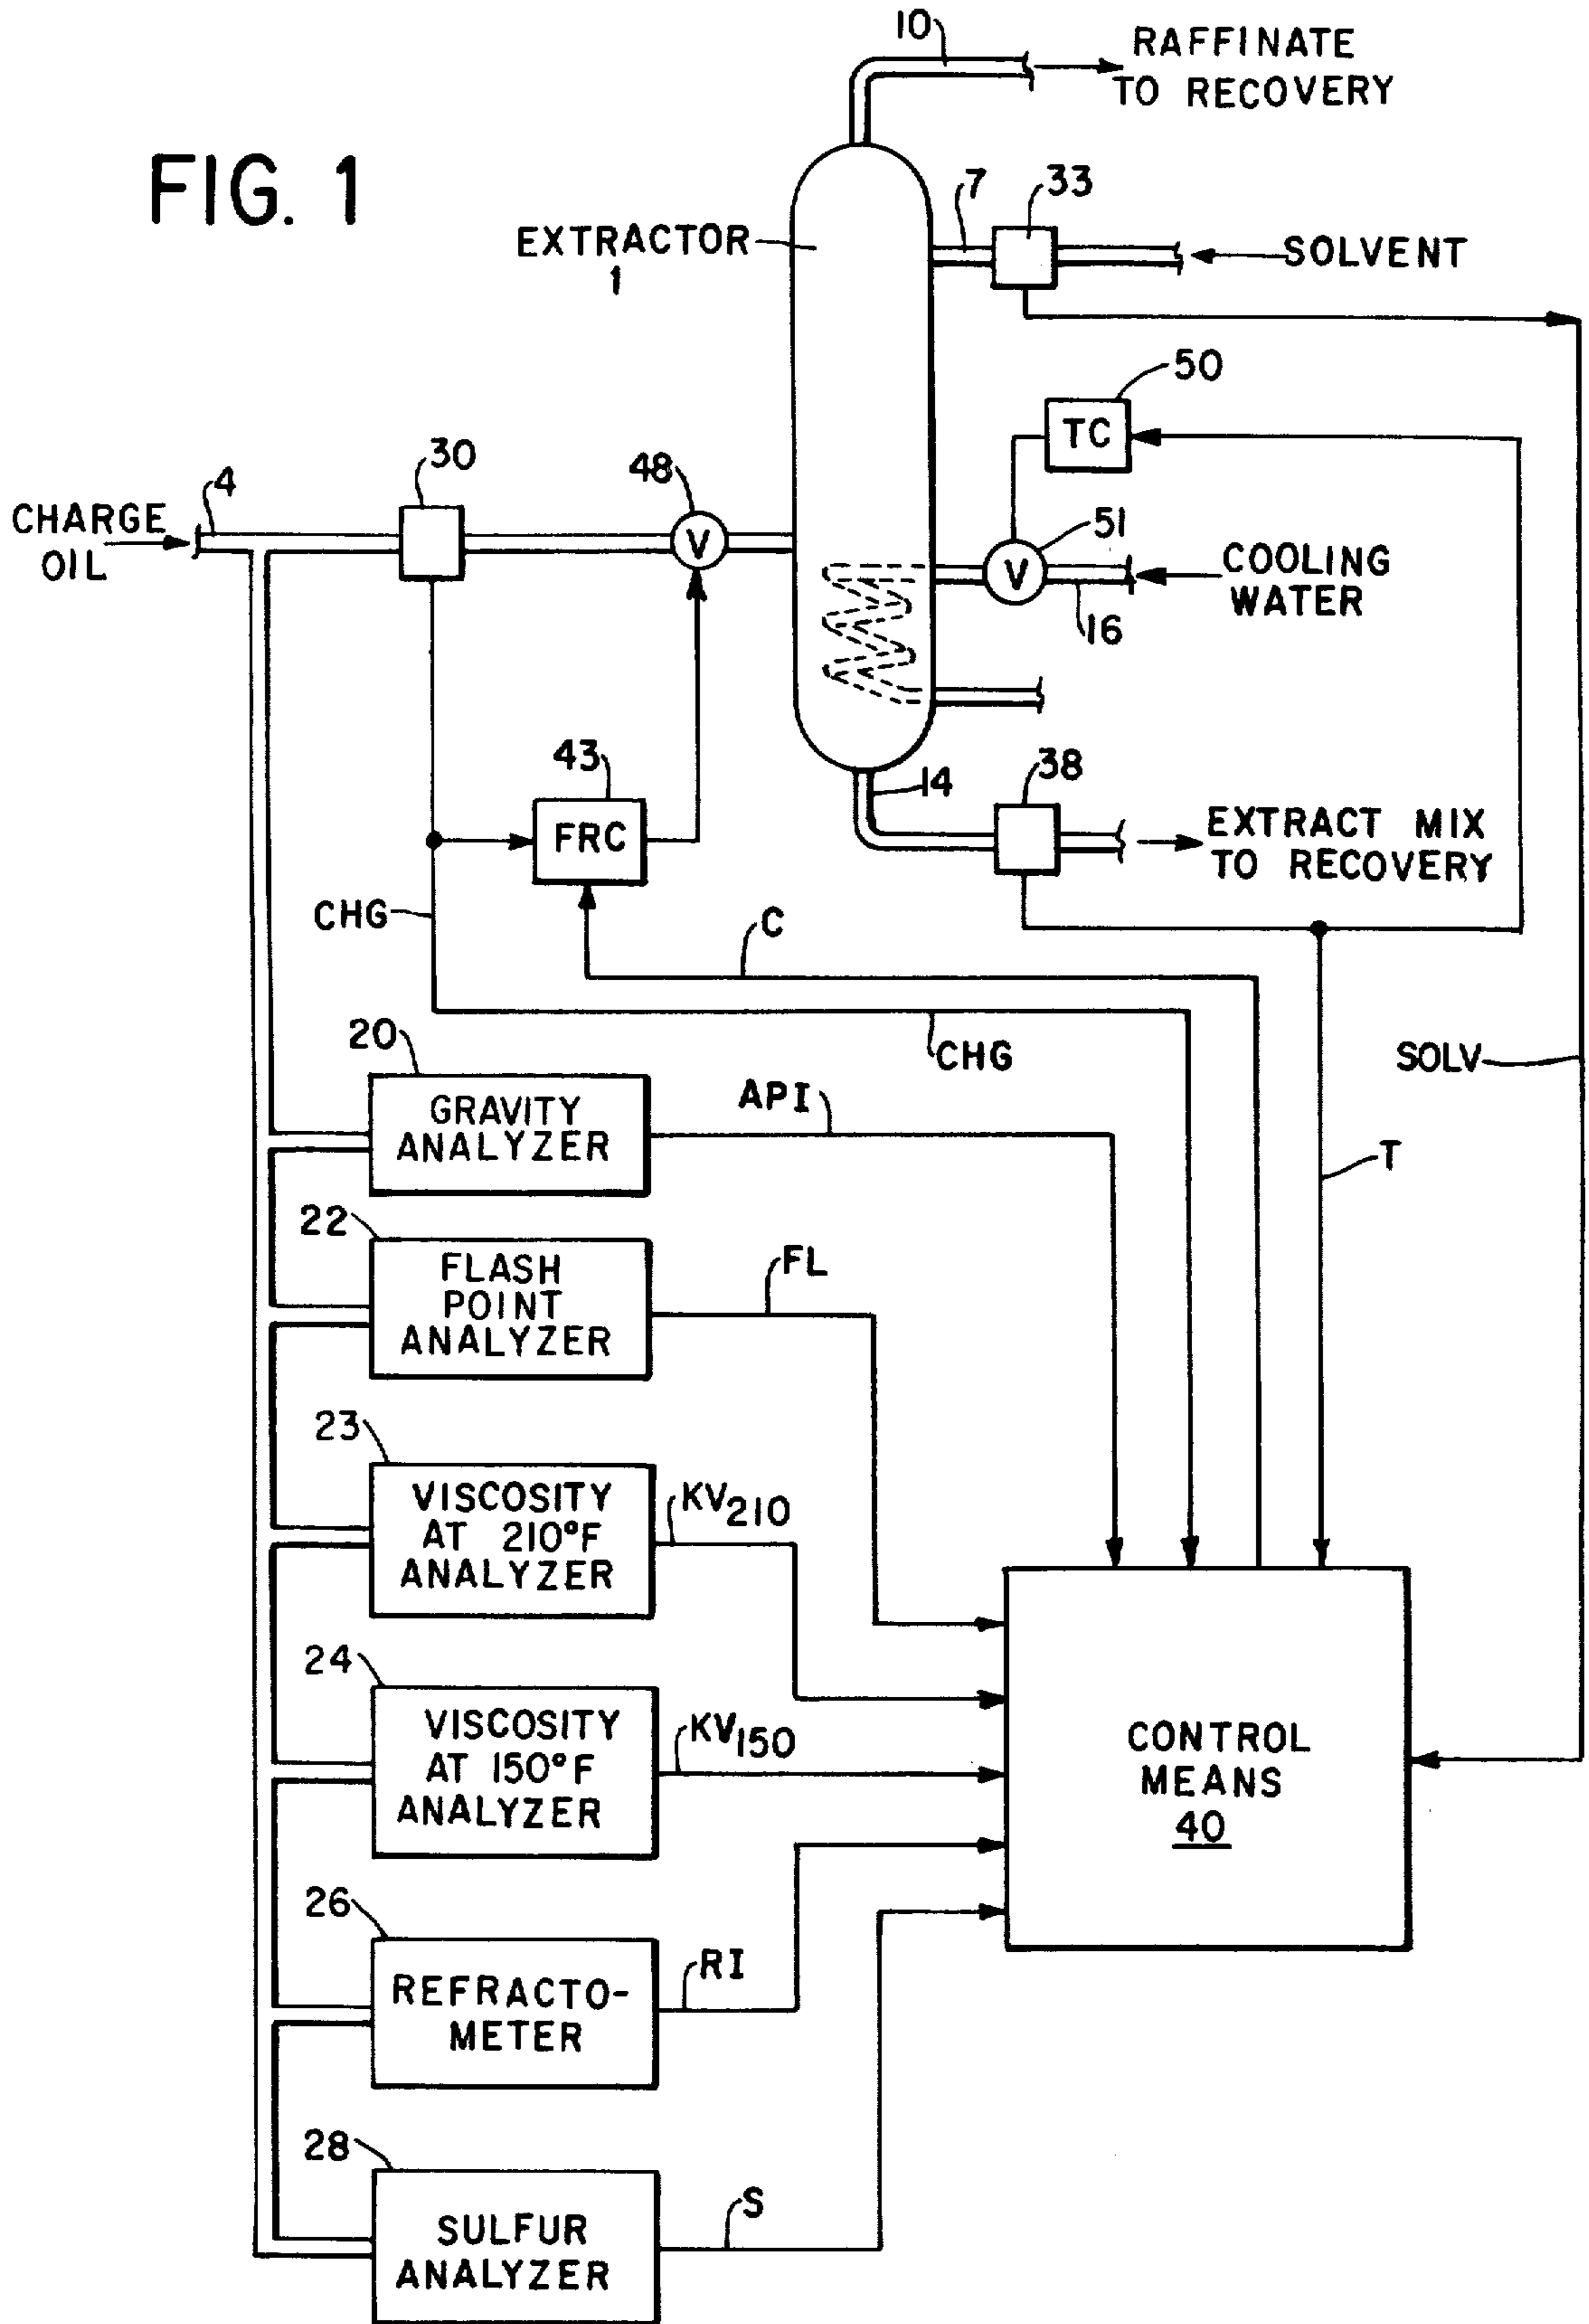 FIG. 1
10
RAFFINATE
TO RECOVERY
EXTRACTOR
1
7
33
SOLVENT
50
TC
30
48
4
CHARGE
OIL
V
51
V
COOLING
WATER
16
43
FRC
14
38
EXTRACT MIX
TO RECOVERY
CHG
C
CHG
SOLV
20
GRAVITY
ANALYZER
API
T
22
FLASH
POINT
ANALYZER
FL
23
VISCOSITY
AT 210°F
ANALYZER
KV210
24
VISCOSITY
AT 150°F
ANALYZER
KV150
CONTROL
MEANS
40
26
REFRACTO-
METER
RI
28
SULFUR
ANALYZER
S